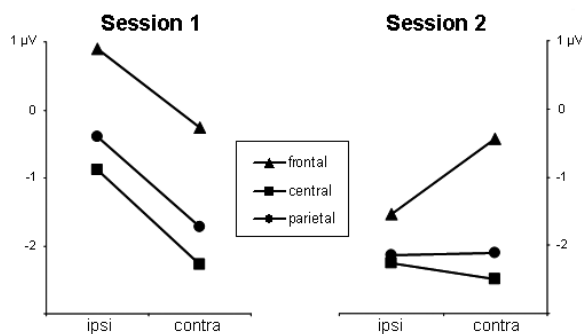 Session 1
Session 2
1 µV
0
-1
-2
ipsi
contra
frontal
central
parietal
1 µV
0
-1
-2
ipsi
contra